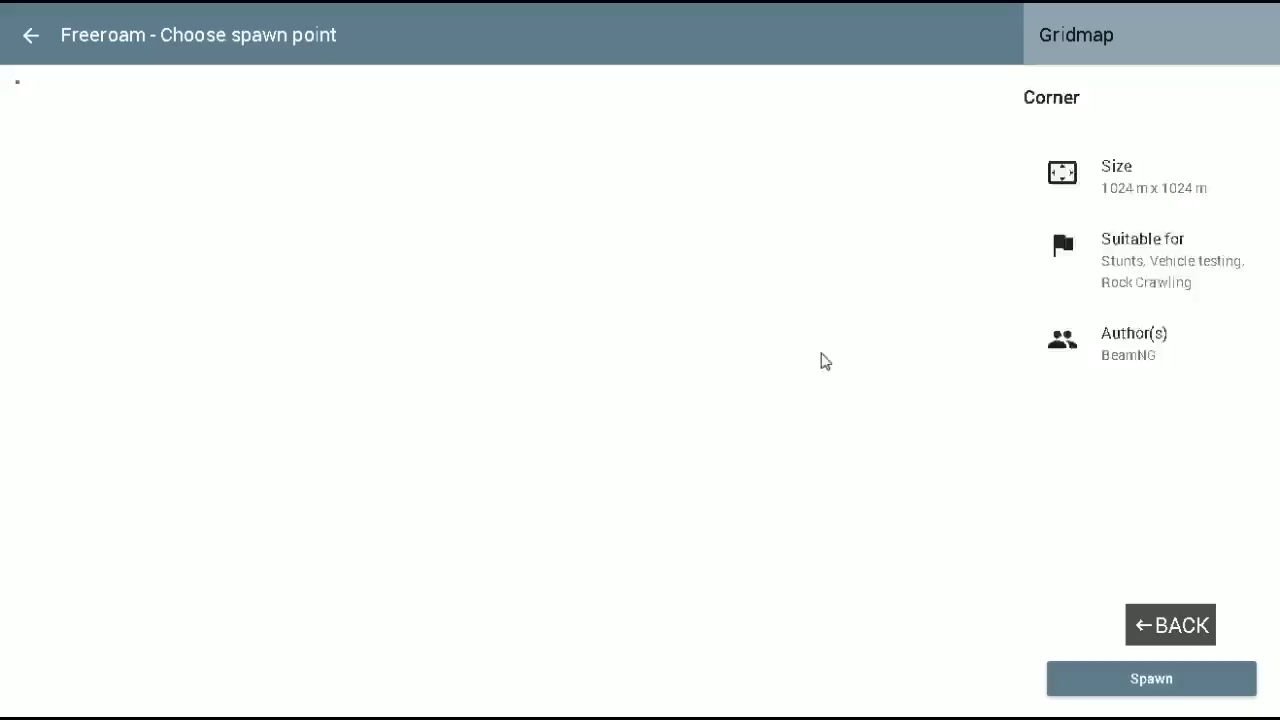 Freeroam - Choose spawn point
Gridmap
Corner
Size
1024 m x 1024 m
Suitable for
Stunts, Vehicle testing,
Rock Crawling
Author(s)
BeamNG
←BACK
Spawn